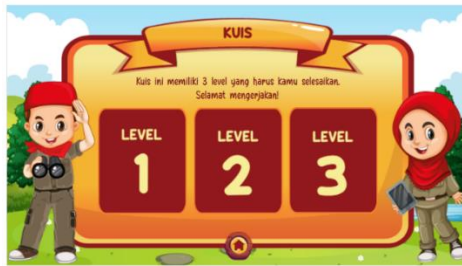 KUIS
Kuis ini memiliki 3 level yang harus kamu selesaikan.
Selamat mengerjakan!
LEVEL
1
LEVEL
2
LEVEL
3